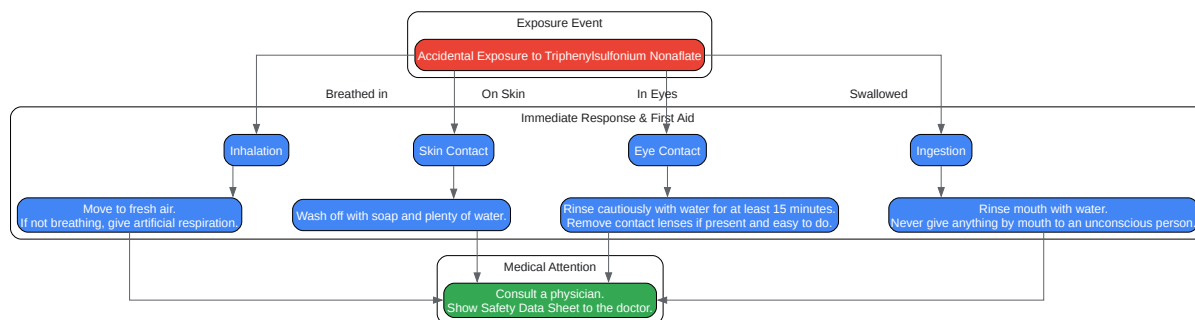 Exposure Event
Accidental Exposure to Triphenylsulfonium Nonaflate
Breathed in
On Skin
In Eyes
Swallowed
Immediate Response & First Aid
Inhalation
Skin Contact
Eye Contact
Ingestion
Move to fresh air.
If not breathing, give artificial respiration.
Wash off with soap and plenty of water.
Rinse cautiously with water for at least 15 minutes.
Remove contact lenses if present and easy to do.
Rinse mouth with water.
Never give anything by mouth to an unconscious person.
Medical Attention
Consult a physician.
Show Safety Data Sheet to the doctor.